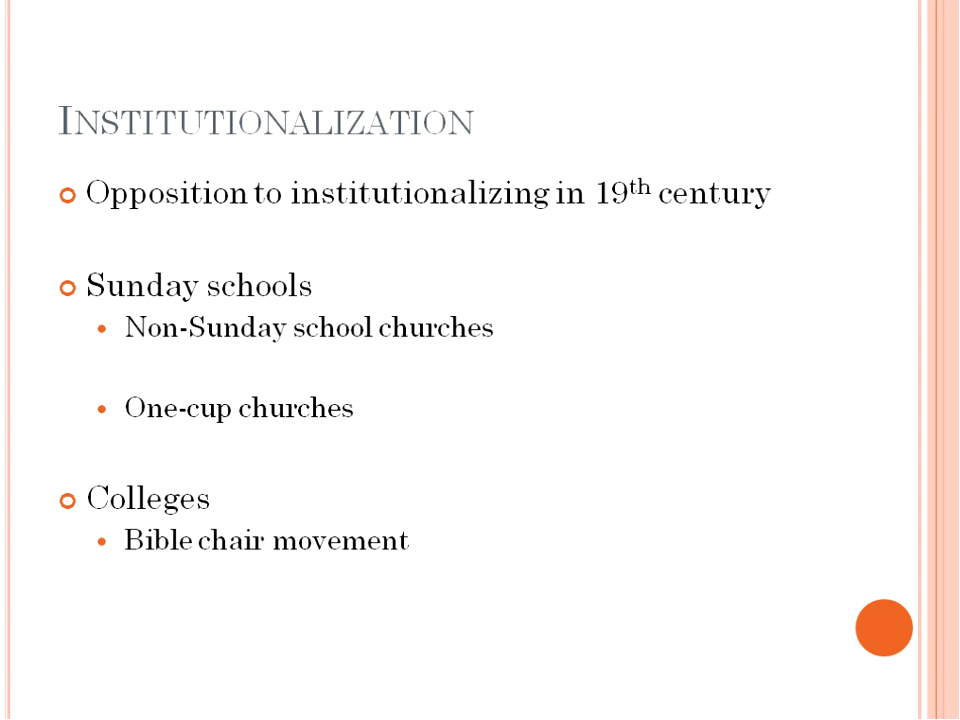 INSTITUTIONALIZATION
Opposition to institutionalizing in 19th century
Sunday schools
Non-Sunday school churches
One-cup churches
Colleges
Bible chair movement